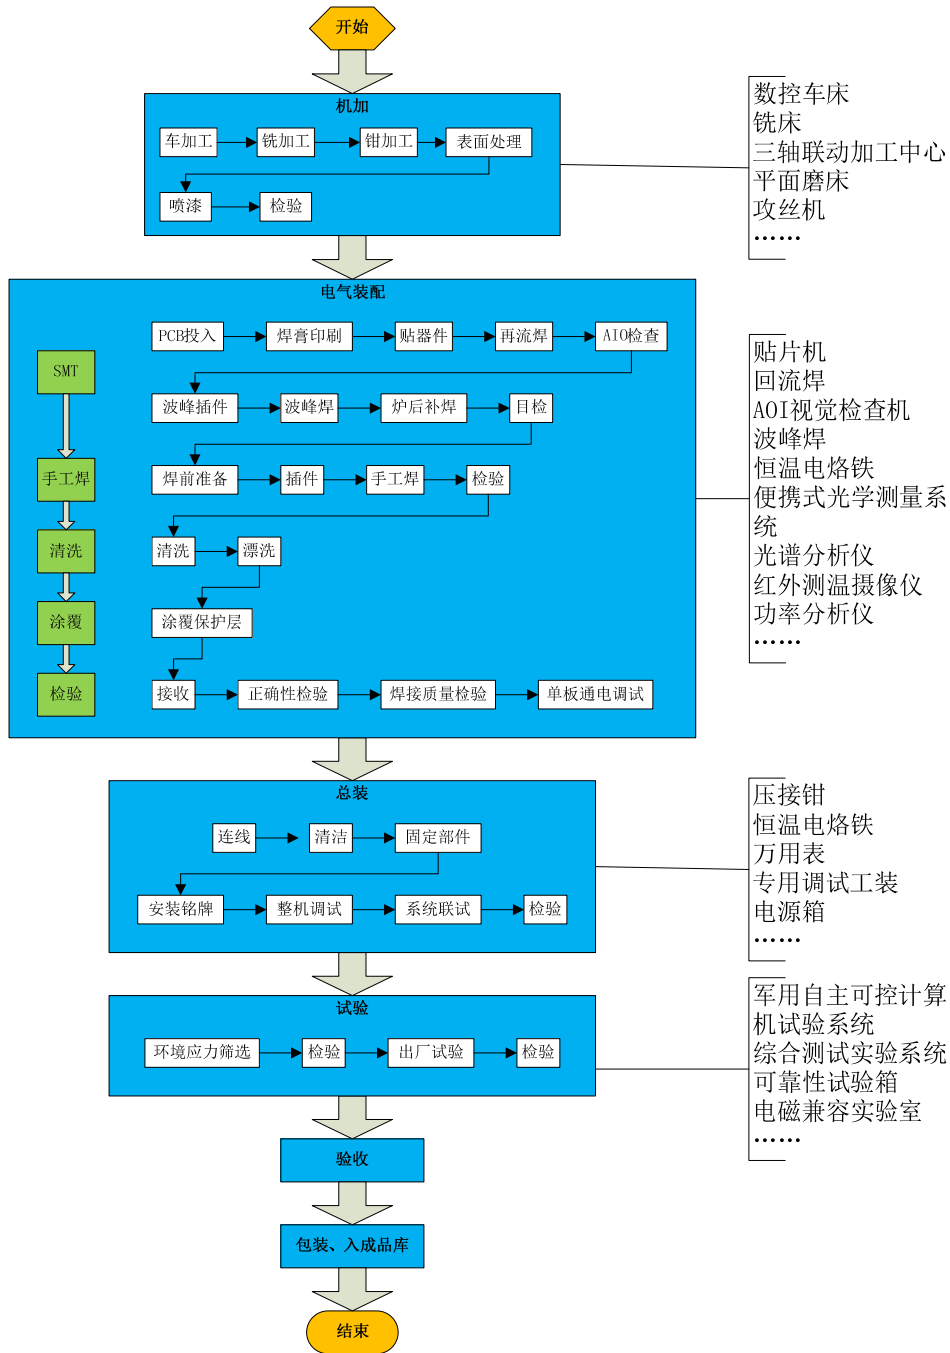 开始
机加
车加工
铣加工
钳加工
表面处理
喷漆
检验
数控车床
铣床
三轴联动加工中心
平面磨床
攻丝机
……
电气装配
SMT
手工焊
清洗
涂覆
检验
PCB投入
焊膏印刷
贴器件
再流焊
AIO检查
波峰插件
波峰焊
炉后补焊
目检
焊前准备
插件
手工焊
检验
清洗
漂洗
涂覆保护层
接收
正确性检验
焊接质量检验
单板通电调试
贴片机
回流焊
AOI视觉检查机
波峰焊
恒温电烙铁
便携式光学测量系
统
光谱分析仪
红外测温摄像仪
功率分析仪
……
总装
连线
清洁
固定部件
安装铭牌
整机调试
系统联试
检验
压接钳
恒温电烙铁
万用表
专用调试工装
电源箱
……
试验
环境应力筛选
检验
出厂试验
检验
军用自主可控计算
机试验系统
综合测试实验系统
可靠性试验箱
电磁兼容实验室
……
验收
包装、入成品库
结束